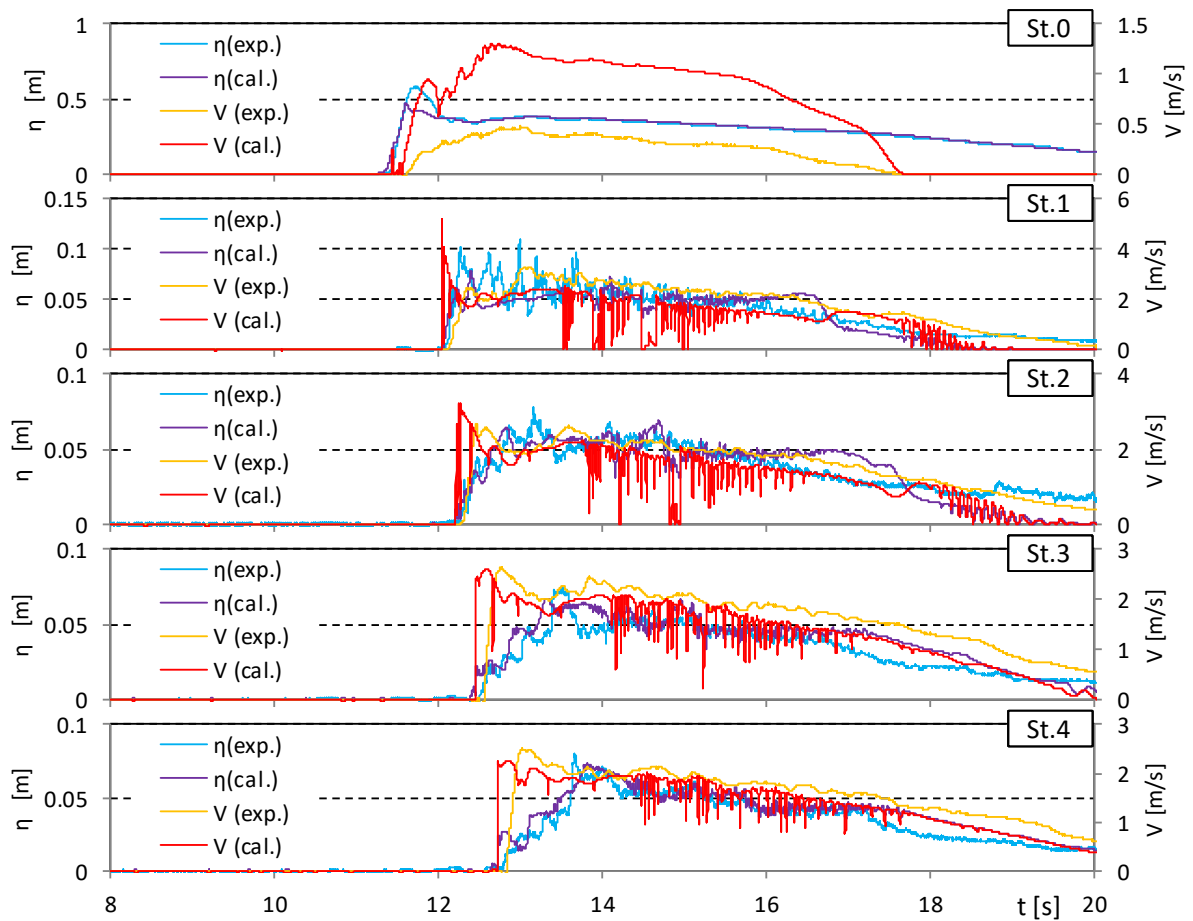 1
0.5
0
η [m]
η(exp.)
η(cal.)
V (exp.)
V (cal.)
St.0
1.5
1
0.5
0
V [m/s]
0.15
0.1
0.05
0
η [m]
η(exp.)
η(cal.)
V (exp.)
V (cal.)
St.1
6
4
2
0
V [m/s]
0.1
0.05
0
η [m]
η(exp.)
η(cal.)
V (exp.)
V (cal.)
St.2
4
2
0
V [m/s]
0.1
0.05
0
η [m]
η(exp.)
η(cal.)
V (exp.)
V (cal.)
St.3
3
2
1
0
V [m/s]
0.1
0.05
0
η [m]
η(exp.)
η(cal.)
V (exp.)
V (cal.)
St.4
3
2
1
0
V [m/s]
8 10 12 14 16 18 t [s] 20